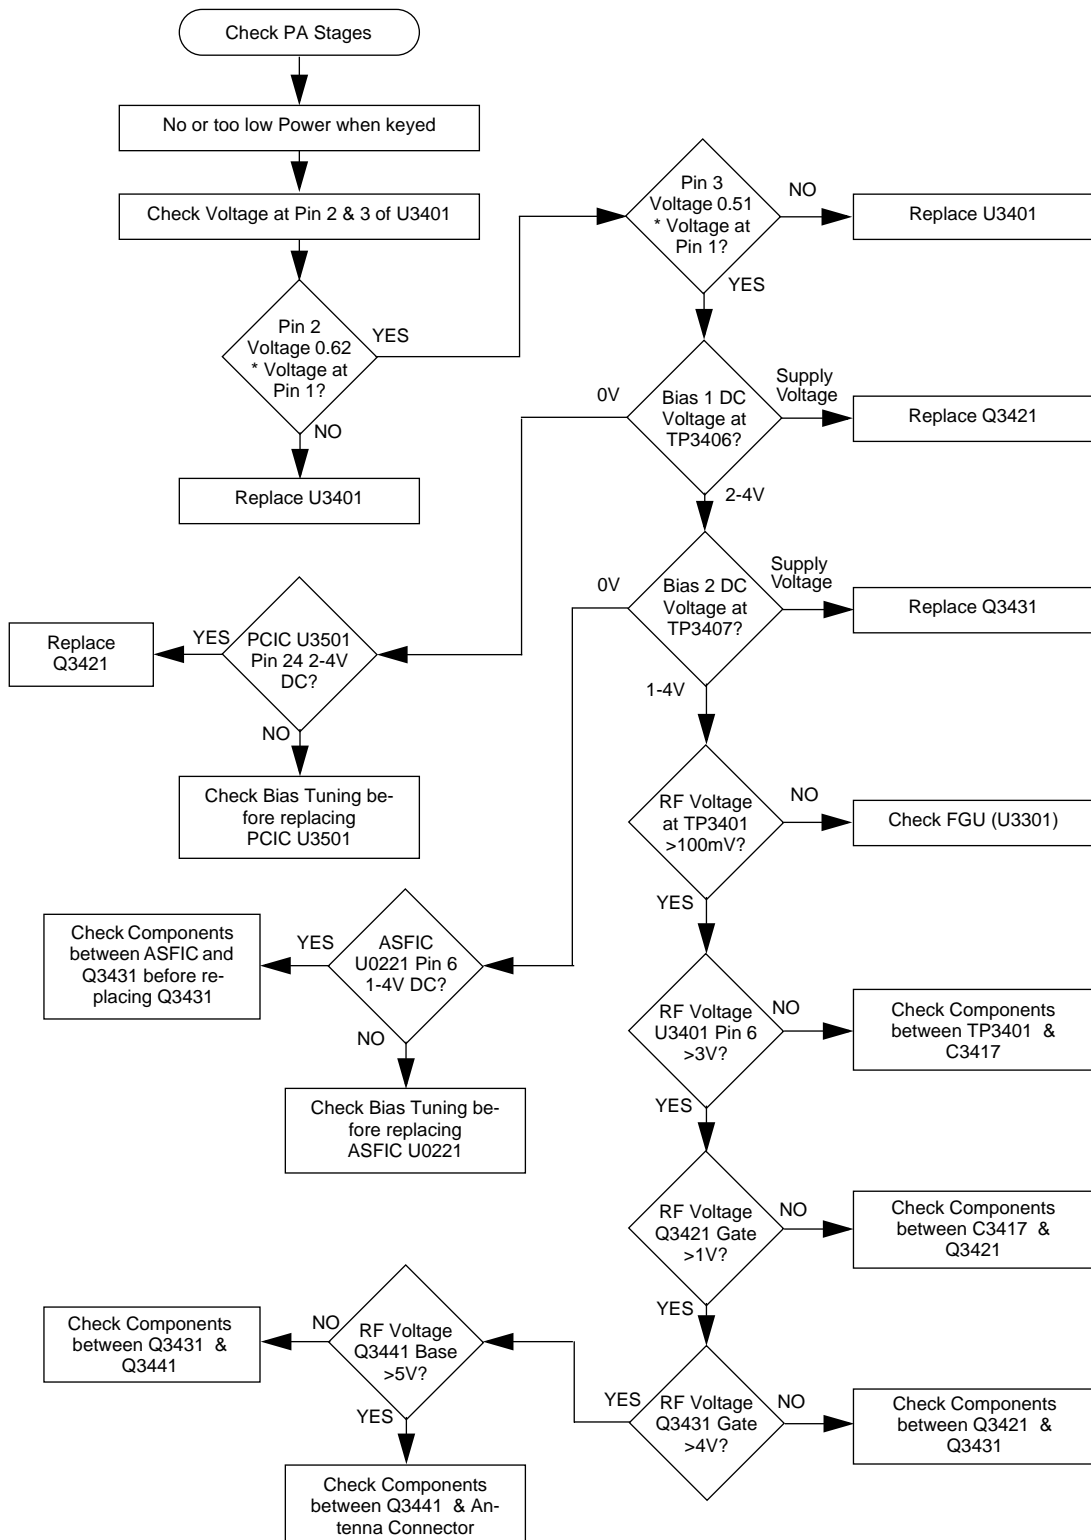 Check PA Stages
No or too low Power when keyed
Check Voltage at Pin 2 & 3 of U3401
Pin 2
Voltage 0.62
* Voltage at
Pin 1?
YES
NO
Replace U3401
Pin 3
Voltage 0.51
* Voltage at
Pin 1?
NO
Replace U3401
YES
Bias 1 DC
Voltage at
TP3406?
0V
Supply
Voltage
Replace Q3421
2-4V
Bias 2 DC
Voltage at
TP3407?
0V
Supply
Voltage
Replace Q3431
1-4V
PCIC U3501
Pin 24 2-4V
DC?
YES
Replace
Q3421
NO
Check Bias Tuning be-
fore replacing
PCIC U3501
RF Voltage
at TP3401
>100mV?
NO
Check FGU (U3301)
YES
ASFIC
U0221 Pin 6
1-4V DC?
YES
Check Components
between ASFIC and
Q3431 before re-
placing Q3431
NO
Check Bias Tuning be-
fore replacing
ASFIC U0221
RF Voltage
U3401 Pin 6
>3V?
NO
Check Components
between TP3401 &
C3417
YES
RF Voltage
Q3421 Gate
>1V?
NO
Check Components
between C3417 &
Q3421
YES
RF Voltage
Q3431 Gate
>4V?
NO
Check Components
between Q3421 &
Q3431
YES
RF Voltage
Q3441 Base
>5V?
NO
Check Components
between Q3431 &
Q3441
YES
Check Components
between Q3441 & An-
tenna Connector